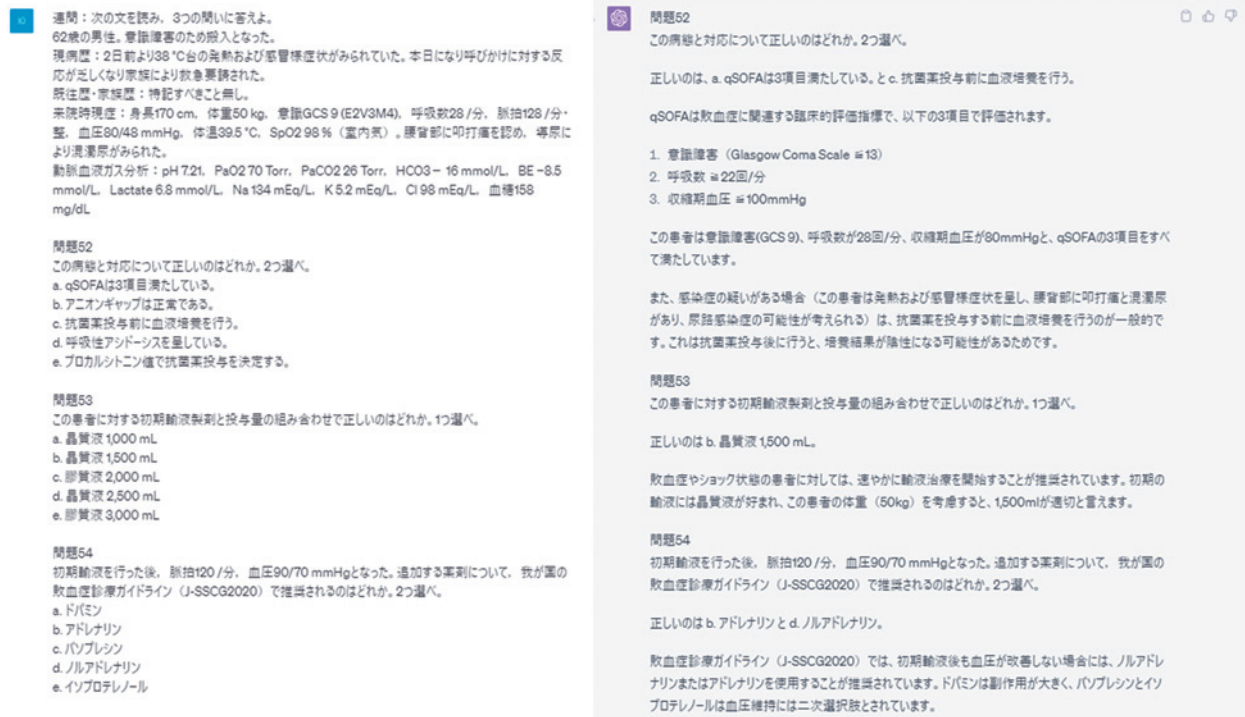 連問：次の文を読み，3つの問いに答えよ。
62歳の男性。意識障害のため搬入となった。
現病歴：2日前より38 ℃台の発熱および感冒様症状がみられていた。本日になり呼びかけに対する反
応が乏しくなり家族により救急要請された。
既往歴・家族歴：特記すべきこと無し。
来院時現症：身長170 cm，体重50 kg，意識GCS 9 (E2V3M4)，呼吸数28 /分，脈拍128 /分・
整，血圧80/48 mmHg，体温39.5 ℃，SpO2 98 %（室内気）。腰背部に叩打痛を認め，導尿に
より混濁尿がみられた。
動脈血液ガス分析：pH 7.21，PaO2 70 Torr，PaCO2 26 Torr，HCO3− 16 mmol/L，BE −8.5
mmol/L，Lactate 6.8 mmol/L，Na 134 mEq/L，K 5.2 mEq/L，Cl 98 mEq/L，血糖158
mg/dL
問題52
この病態と対応について正しいのはどれか。2つ選べ。
a. qSOFAは3項目満たしている。
b. アニオンギャップは正常である。
c. 抗菌薬投与前に血液培養を行う。
d. 呼吸性アシドーシスを呈している。
e. プロカルシトニン値で抗菌薬投与を決定する。
問題53
この患者に対する初期輸液製剤と投与量の組み合わせで正しいのはどれか。1つ選べ。
a. 晶質液 1,000 mL
b. 晶質液 1,500 mL
c. 膠質液 2,000 mL
d. 晶質液 2,500 mL
e. 膠質液 3,000 mL
問題54
初期輸液を行った後，脈拍120 /分，血圧90/70 mmHgとなった。追加する薬剤について，我が国の
敗血症診療ガイドライン（J-SSCG2020）で推奨されるのはどれか。2つ選べ。
a. ドパミン
b. アドレナリン
c. バソプレシン
d. ノルアドレナリン
e. イソプロテレノール
問題52
この病態と対応について正しいのはどれか。2つ選べ。
正しいのは、a. qSOFAは3項目満たしている。と c. 抗菌薬投与前に血液培養を行う。
qSOFAは敗血症に関連する臨床的評価指標で、以下の3項目で評価されます。
1. 意識障害（Glasgow Coma Scale ≦13）
2. 呼吸数 ≧22回/分
3. 収縮期血圧 ≦100mmHg
この患者は意識障害(GCS 9)、呼吸数が28回/分、収縮期血圧が80mmHgと、qSOFAの3項目をすべ
て満たしています。
また、感染症の疑いがある場合（この患者は発熱および感冒様症状を呈し、腰背部に叩打痛と混濁尿
があり、尿路感染症の可能性が考えられる）は、抗菌薬を投与する前に血液培養を行うのが一般的で
す。これは抗菌薬投与後に行うと、培養結果が陰性になる可能性があるためです。
問題53
この患者に対する初期輸液製剤と投与量の組み合わせで正しいのはどれか。1つ選べ。
正しいのは b. 晶質液 1,500 mL。
敗血症やショック状態の患者に対しては、速やかに輸液治療を開始することが推奨されています。初期の
輸液には晶質液が好まれ、この患者の体重（50kg）を考慮すると、1,500mlが適切と言えます。
問題54
初期輸液を行った後，脈拍120 /分，血圧90/70 mmHgとなった。追加する薬剤について，我が国の
敗血症診療ガイドライン（J-SSCG2020）で推奨されるのはどれか。2つ選べ。
正しいのは b. アドレナリン と d. ノルアドレナリン。
敗血症診療ガイドライン（J-SSCG2020）では、初期輸液後も血圧が改善しない場合には、ノルアドレ
ナリンまたはアドレナリンを使用することが推奨されています。ドパミンは副作用が大きく、バソプレシンとイソ
プロテレノールは血圧維持には二次選択肢とされています。